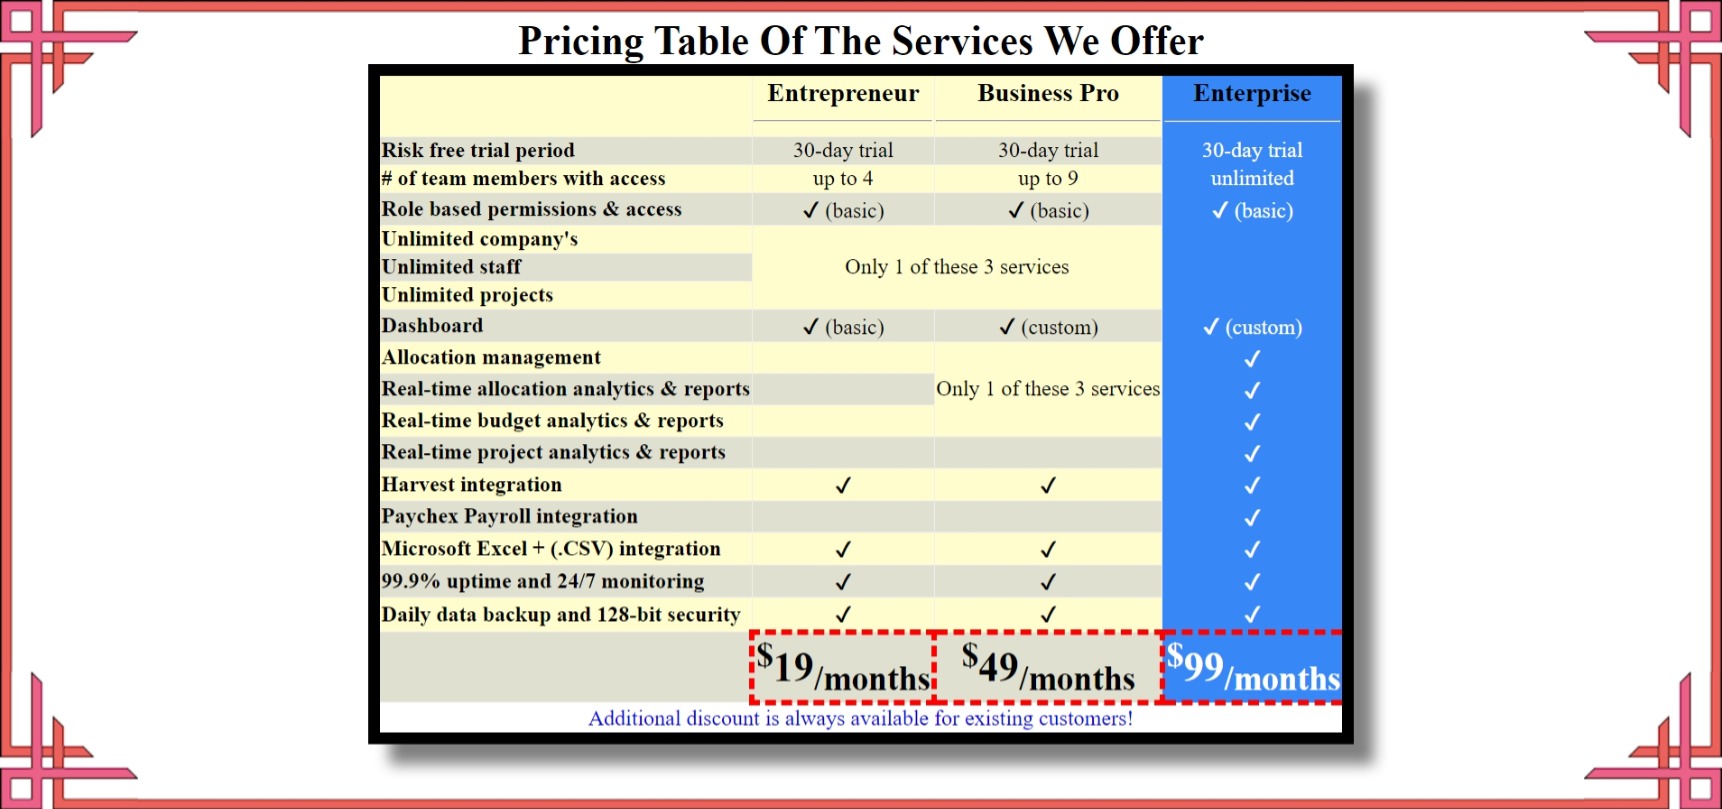 Pricing Table Of The Services We Offer
Entrepreneur Business Pro Enterprise
Risk free trial period 30-day trial 30-day trial 30-day trial
# of team members with access up to 4 up to 9 unlimited
Role based permissions & access ✓ (basic) ✓ (basic) ✓ (basic)
Unlimited company's
Unlimited staff Only 1 of these 3 services
Unlimited projects
Dashboard ✓ (basic) ✓ (custom) ✓ (custom)
Allocation management ✓
Real-time allocation analytics & reports Only 1 of these 3 services ✓
Real-time budget analytics & reports ✓
Real-time project analytics & reports ✓
Harvest integration ✓ ✓ ✓
Paychex Payroll integration ✓
Microsoft Excel + (.CSV) integration ✓ ✓ ✓
99.9% uptime and 24/7 monitoring ✓ ✓ ✓
Daily data backup and 128-bit security ✓ ✓ ✓
$19/months $49/months $99/months
Additional discount is always available for existing customers!